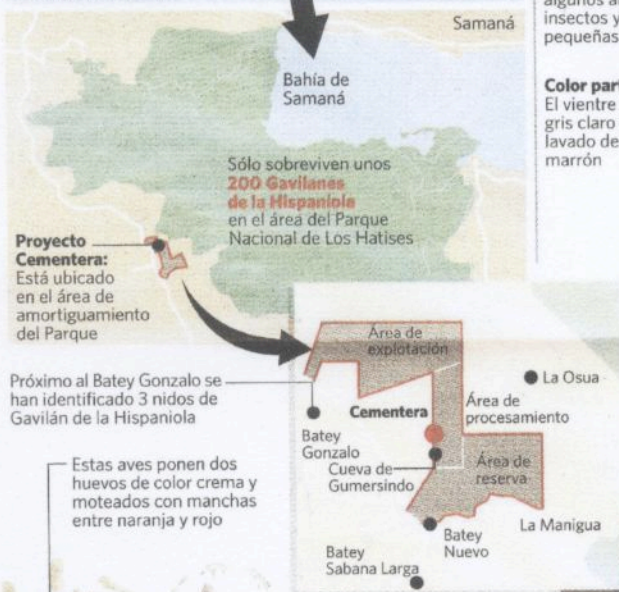 Samaná
Bahía de
Samaná
Sólo sobreviven unos
200 Gavilanes
de la Hispaniola
en el área del Parque
Nacional de Los Hatises
Proyecto
Cementera:
Está ubicado
en el área de
amortiguamiento
del Parque
insectos y
pequeñas
Color
El vientre
gris claro
lavado de
marrón
Próximo al Batey Gonzalo se
han identificado 3 nidos de
Gavilán de la Hispaniola
Estas aves ponen dos
huevos de color crema y
moteados con manchas
entre naranja y rojo
Área de
explotación
La Osua
Cementera
Área de
procesamiento
Batey
Gonzalo
Cueva de
Gumersindo
Área de
reserva
La Manigua
Batey
Nuevo
Batey
Sabana Larga